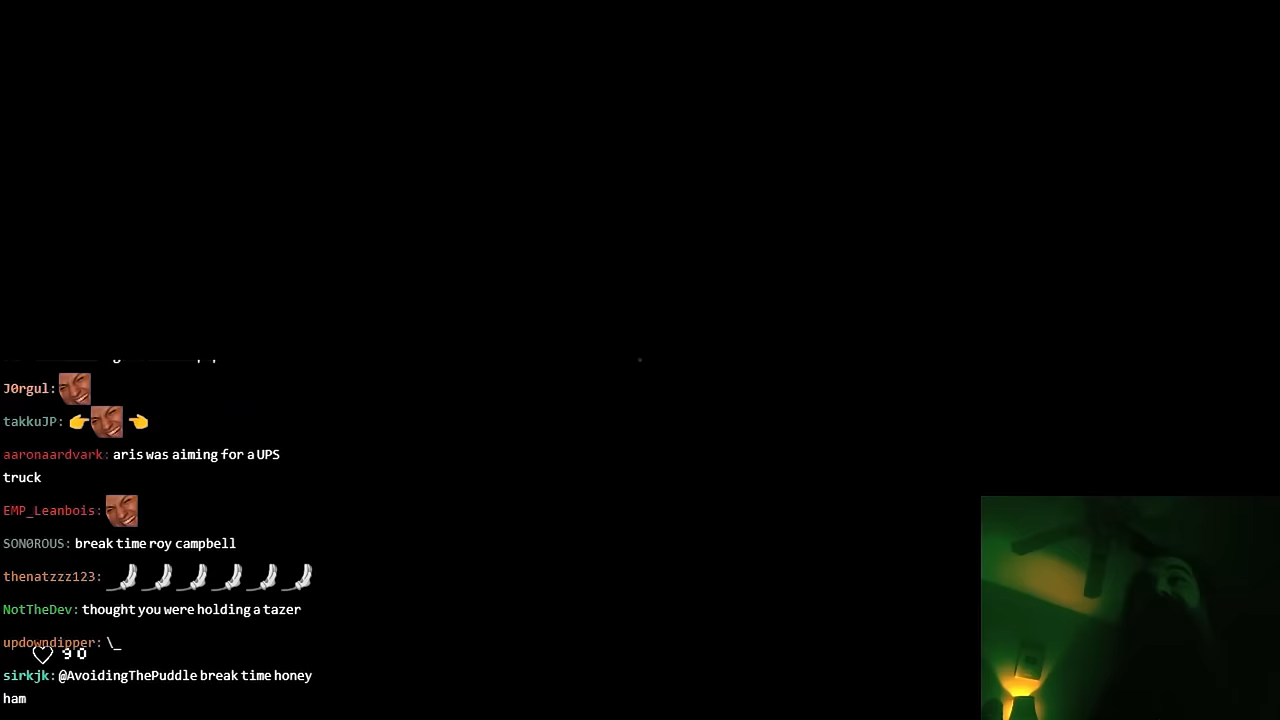 J0rgul:
takkuJP:
aaronaardvark: aris was aiming for a UPS
truck
EMP_Leanbois:
SON0ROUS: break time roy campbell
thenatzzz123:
NotTheDev: thought you were holding a tazer
updowndipper: \_
90
sirkjk: @AvoidingThePuddle break time honey
ham